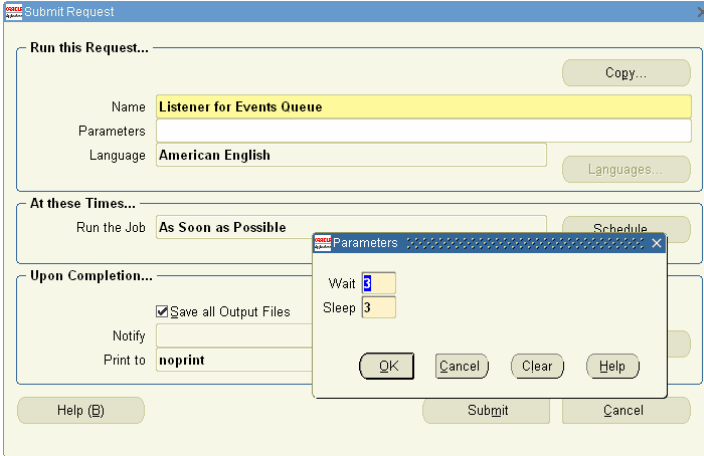 Submit Request
Run this Request...
Copy...
Name Listener for Events Queue
Parameters
Language American English
Languages...
At these Times...
Run the Job As Soon as Possible
Schedule...
Parameters
Upon Completion...
Wait 3
Save all Output Files
Sleep 3
Notify
Print to noprint
OK Cancel Clear Help
Help (B) Submit Cancel